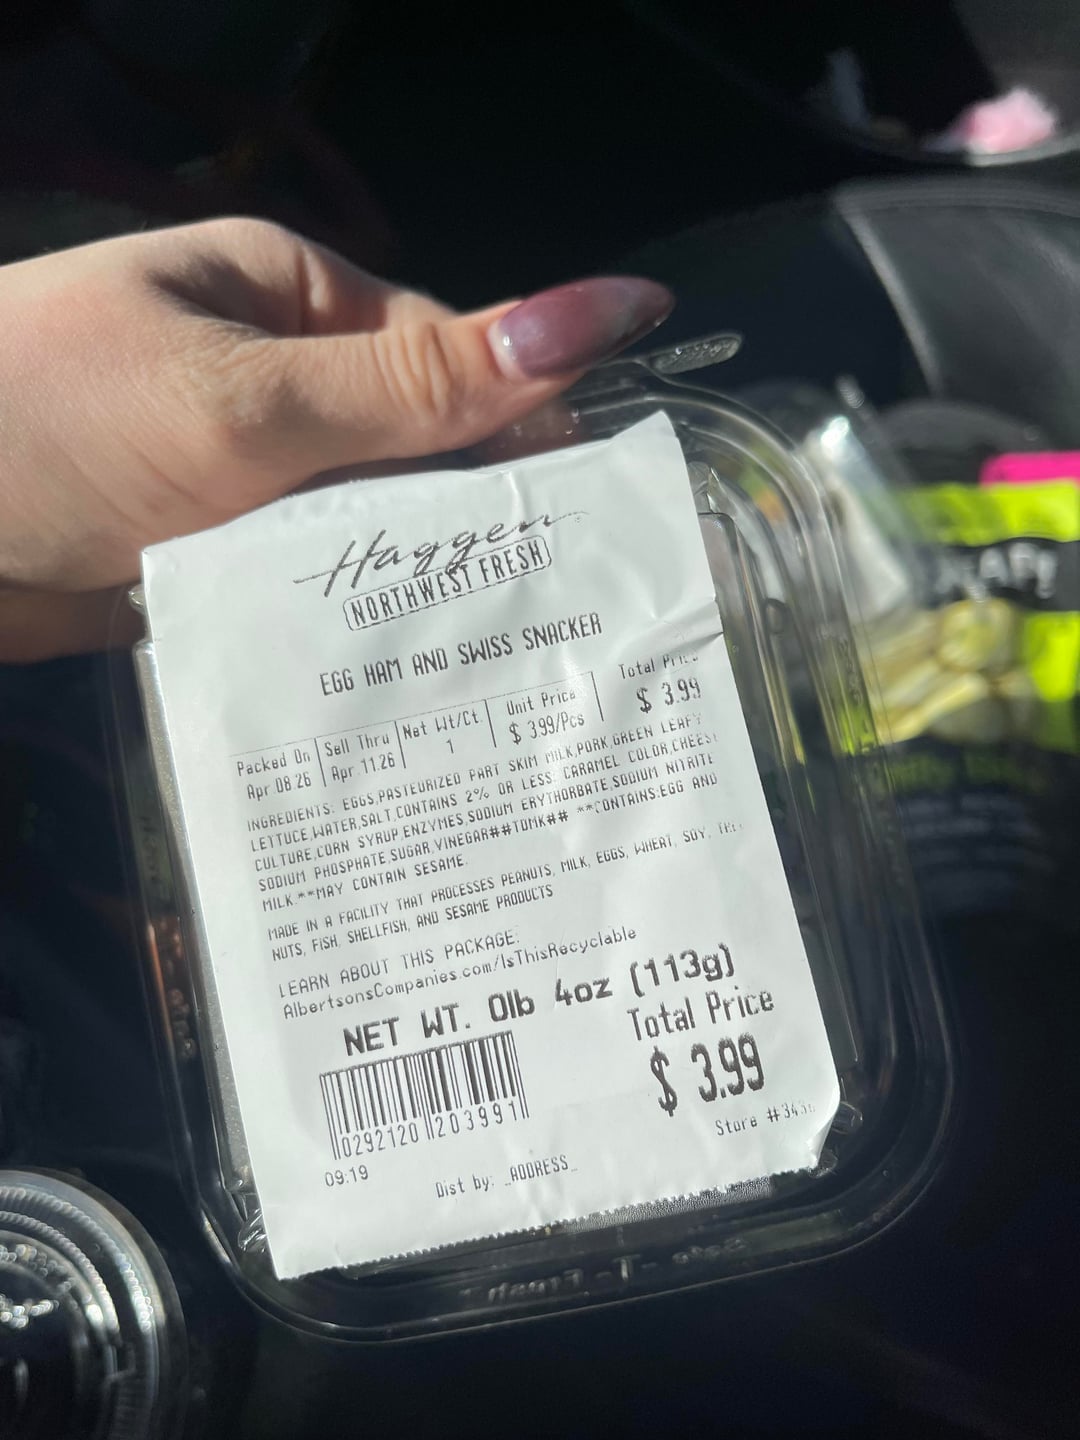 Haggen
NORTHWEST FRESH
EGG HAM AND SWISS SNACKER
Packed On
Apr 08.26
Sell Thru
Apr 11.26
Net Wt/Ct
1
Unit Price
$ 3.99/Pcs
Total
$ 3.99
INGREDIENTS: EGGS,PASTEURIZED PART SKIM MILK,PORK,GREEN LEAFY
LETTUCE,WATER,SALT,CONTAINS 2% OR LESS: CARAMEL COLOR,CHEESE
CULTURE,CORN SYRUP,ENZYMES,SODIUM ERYTHORBATE,SODIUM NITRITE
SODIUM PHOSPHATE,SUGAR,VINEGAR##TDMK## **CONTAINS:EGG AND
MILK.**MAY CONTAIN SESAME.
MADE IN A FACILITY THAT PROCESSES PEANUTS, MILK, EGGS, WHEAT, SOY,
NUTS, FISH, SHELLFISH, AND SESAME PRODUCTS
LEARN ABOUT THIS PACKAGE:
AlbertsonsCompanies.com/IsThisRecyclable
NET WT. 0lb 4oz (113g)
Total Price
$ 3.99
0292120 203991
09:19
Store #
Dist by: _ADDRESS_